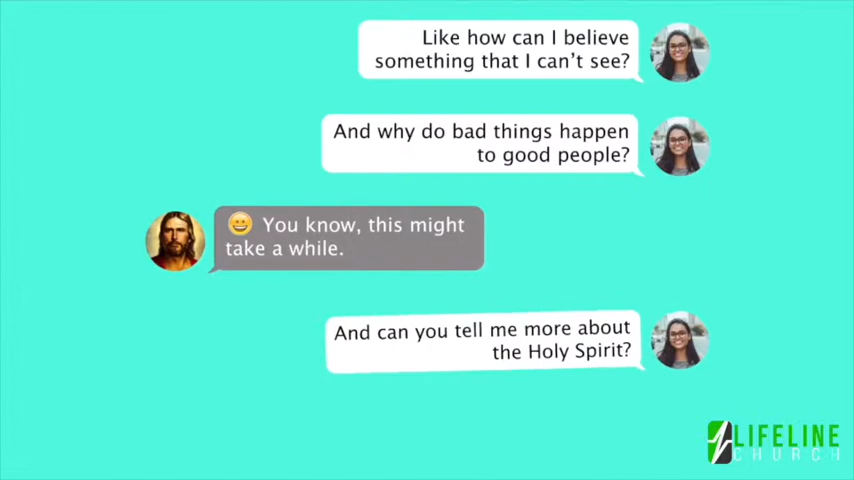 Like how can I believe
something that I can't see?
And why do bad things happen
to good people?
😀 You know, this might
take a while.
And can you tell me more about
the Holy Spirit?
LIFELINE
CHURCH